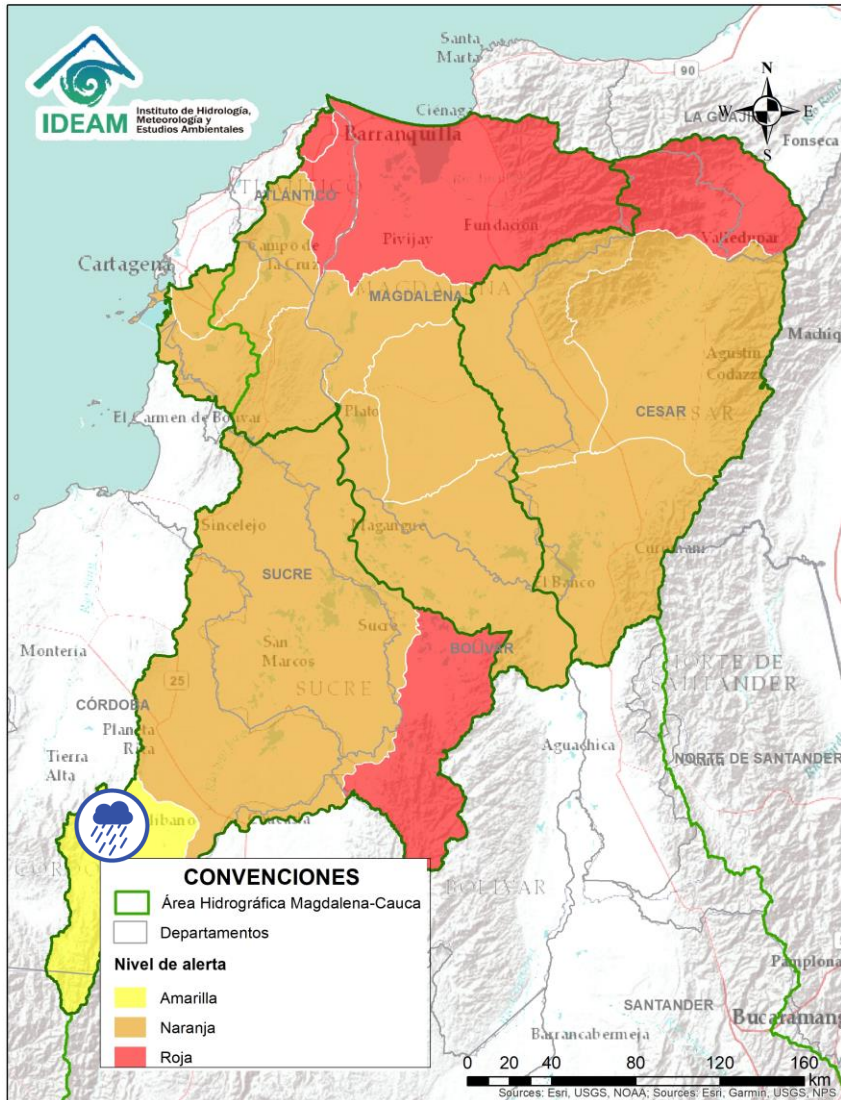 IDEAM
Instituto de Hidrología,
Meteorología y
Estudios Ambientales
Santa
Marta
90
N
W
E
S
LA GUAJIRA
Fonseca
Ciénaga
Barranquilla
ATLÁNTICO
Fundación
Pivijay
Valledupar
Campo de
la Cruz
Cartagena
MAGDALENA
MAGDALENA
Agustín
Codazzi
CESAR
CESAR
El Carmen de Bolívar
Plato
Sincelejo
Magangue
SUCRE
El Banco
Sucre
San
Marcos
SUCRE
BOLÍVAR
Montería
25
CÓRDOBA
Planeta
Rica
Tierra
Alta
NORTE DE
SANTANDER
NORTE DE SANTANDER
Aguachica
BOLÍVAR
CONVENCIONES
Área Hidrográfica Magdalena-Cauca
Departamentos
Nivel de alerta
Amarilla
Naranja
Roja
Pamplona
SANTANDER
Barrancabermeja
0 20 40 80 120 160
Km
Sources: Esri, USGS, NOAA; Sources: Esri, Garmin, USGS, NPS